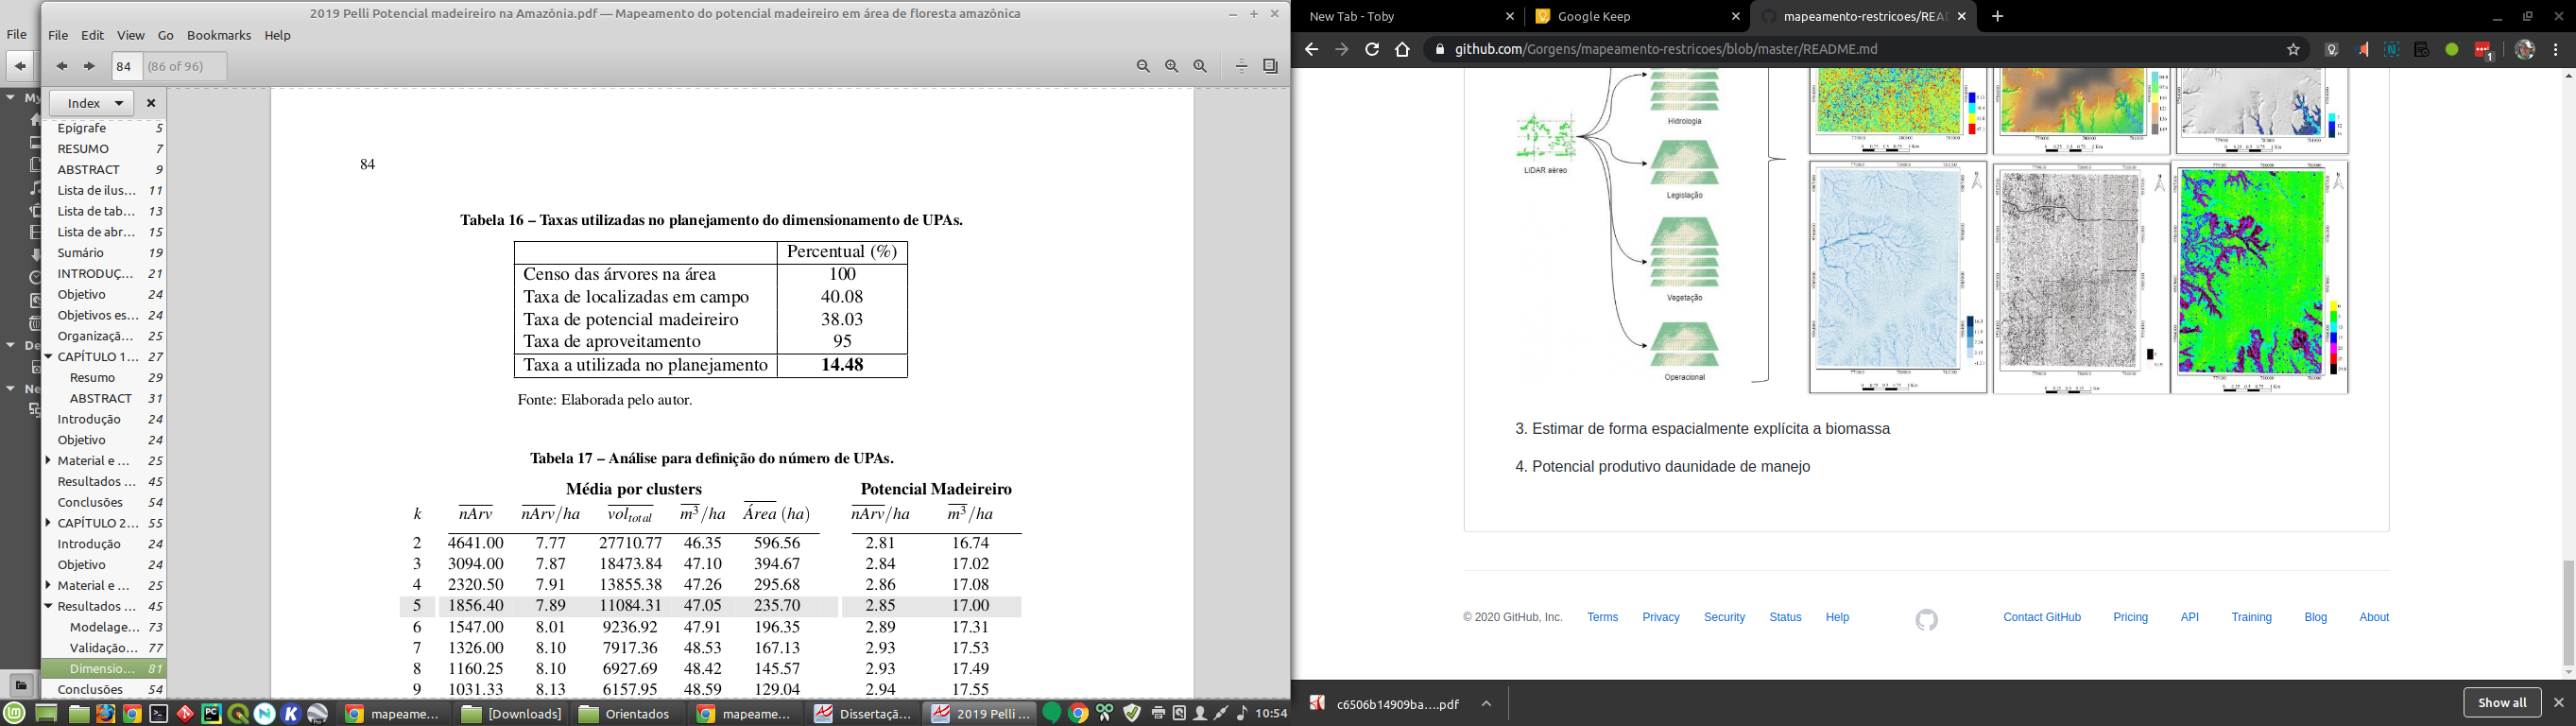 2019 Pelli Potencial madeireiro na Amazônia.pdf — Mapeamento do potencial madeireiro em área de floresta amazônica
File
File Edit View Go Bookmarks Help
84 (86 of 96)
Index
My
De
Ne
Epígrafe 5
RESUMO 7
ABSTRACT 9
Lista de ilus... 11
Lista de tab... 13
Lista de abr... 15
Sumário 19
INTRODUÇ... 21
Objetivo 24
Objetivos es... 24
Organizaçã... 25
CAPÍTULO 1... 27
Resumo 29
ABSTRACT 31
Introdução 24
Objetivo 24
Material e ... 25
Resultados ... 45
Conclusões 54
CAPÍTULO 2... 55
Introdução 24
Objetivo 24
Material e ... 25
Resultados ... 45
Modelage... 73
Validação... 77
Dimensio... 81
Conclusões 54
84
Tabela 16 – Taxas utilizadas no planejamento do dimensionamento de UPAs.
Percentual (%)
Censo das árvores na área 100
Taxa de localizadas em campo 40.08
Taxa de potencial madeireiro 38.03
Taxa de aproveitamento 95
Taxa a utilizada no planejamento 14.48
Fonte: Elaborada pelo autor.
Tabela 17 – Análise para definição do número de UPAs.
Média por clusters Potencial Madeireiro
k nArv nArv/ha vol total m³/ha Área (ha) nArv/ha m³/ha
2 4641.00 7.77 27710.77 46.35 596.56 2.81 16.74
3 3094.00 7.87 18473.84 47.10 394.67 2.84 17.02
4 2320.50 7.91 13855.38 47.26 295.68 2.86 17.08
5 1856.40 7.89 11084.31 47.05 235.70 2.85 17.00
6 1547.00 8.01 9236.92 47.91 196.35 2.89 17.31
7 1326.00 8.10 7917.36 48.53 167.13 2.93 17.53
8 1160.25 8.10 6927.69 48.42 145.57 2.93 17.49
9 1031.33 8.13 6157.95 48.59 129.04 2.94 17.55
New Tab - Toby
Google Keep
mapeamento-restricoes/REA
github.com/Gorgens/mapeamento-restricoes/blob/master/README.md
1
LiDAR aéreo
Hidrologia
Legislação
Vegetação
Operacional
3. Estimar de forma espacialmente explícita a biomassa
4. Potencial produtivo daunidade de manejo
© 2020 GitHub, Inc. Terms Privacy Security Status Help Contact GitHub Pricing API Training Blog About
c6506b14909ba....pdf
Show all
mapeame...
[Downloads]
Orientados
mapeame...
Dissertaçã...
2019 Pelli ...
10:54